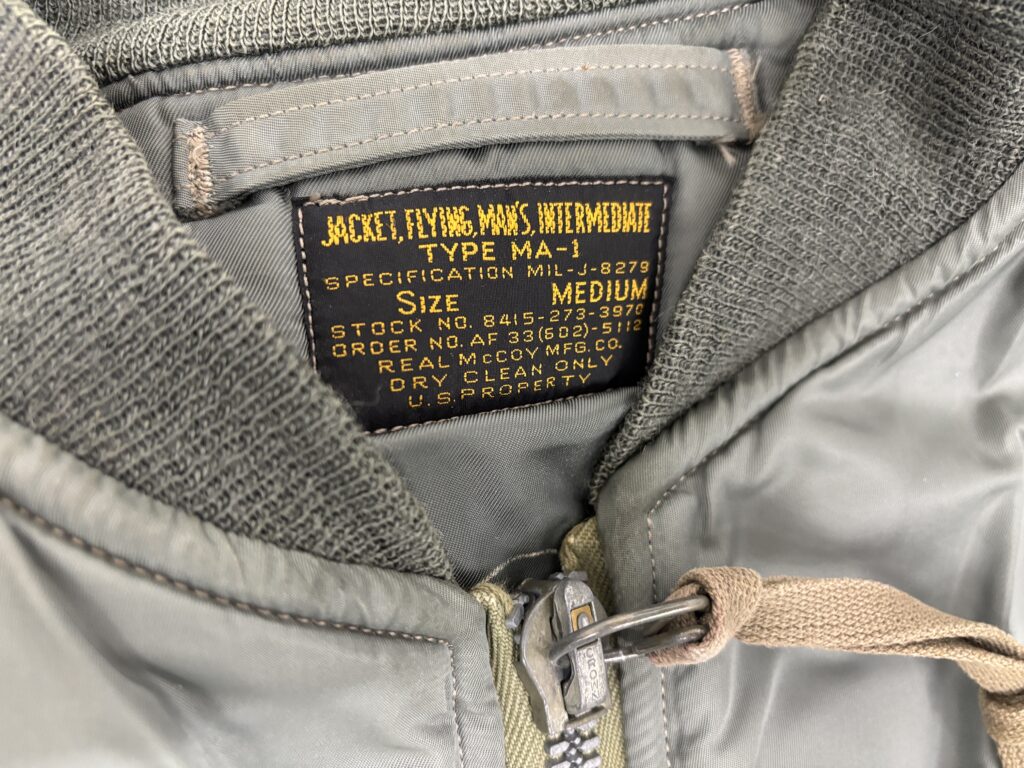 JACKET, FLYING, MAN'S, INTERMEDIATE
TYPE MA-1
SPECIFICATION MIL-J-8279
SIZE MEDIUM
STOCK NO. 8415-273-3970
ORDER NO. AF 33(602)-5112
REAL McCOY MFG. CO.
DRY CLEAN ONLY
U.S. PROPERTY